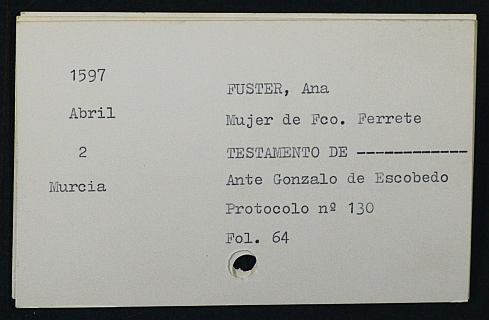 1597
Abril
2
Murcia
FUSTER, Ana
Mujer de Fco. Ferrete
TESTAMENTO DE ------------
Ante Gonzalo de Escobedo
Protocolo nº 130
Fol. 64